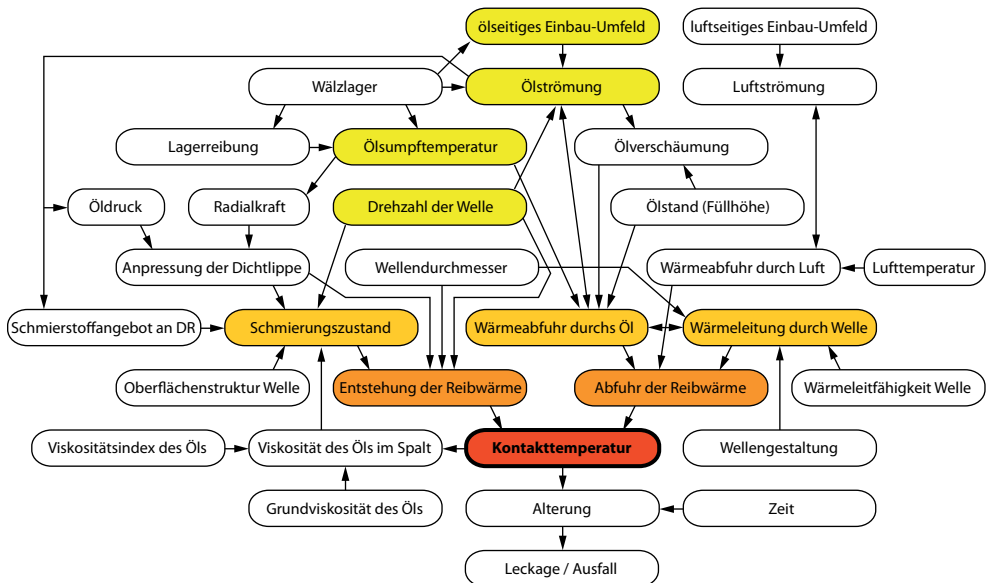 ölseitiges Einbau-Umfeld
luftseitiges Einbau-Umfeld
Wälzlager
Ölströmung
Luftströmung
Lagerreibung
Ölsumpftemperatur
Ölverschäumung
Öldruck
Radialkraft
Drehzahl der Welle
Ölstand (Füllhöhe)
Anpressung der Dichtlippe
Wellendurchmesser
Wärmeabfuhr durch Luft
Lufttemperatur
Schmierstoffangebot an DR
Schmierungszustand
Wärmeabfuhr durchs Öl
Wärmeleitung durch Welle
Oberflächenstruktur Welle
Entstehung der Reibwärme
Abfuhr der Reibwärme
Wärmeleitfähigkeit Welle
Viskositätsindex des Öls
Viskosität des Öls im Spalt
Kontakttemperatur
Wellengestaltung
Grundviskosität des Öls
Alterung
Zeit
Leckage / Ausfall